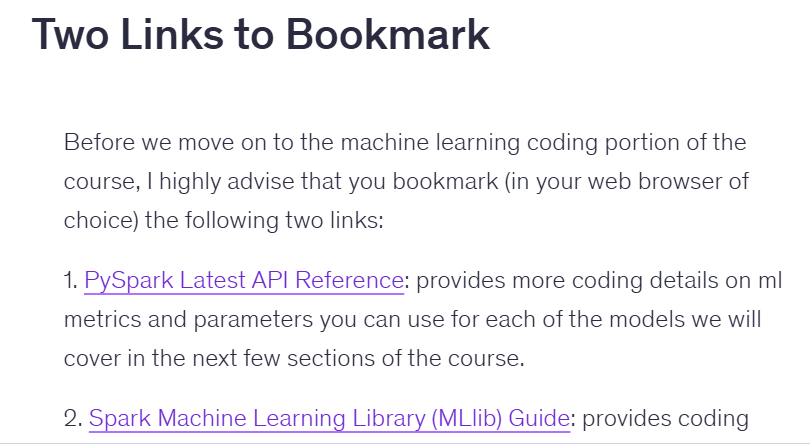 Two Links to Bookmark
Before we move on to the machine learning coding portion of the
course, I highly advise that you bookmark (in your web browser of
choice) the following two links:
1. PySpark Latest API Reference: provides more coding details on ml
metrics and parameters you can use for each of the models we will
cover in the next few sections of the course.
2. Spark Machine Learning Library (MLlib) Guide: provides coding